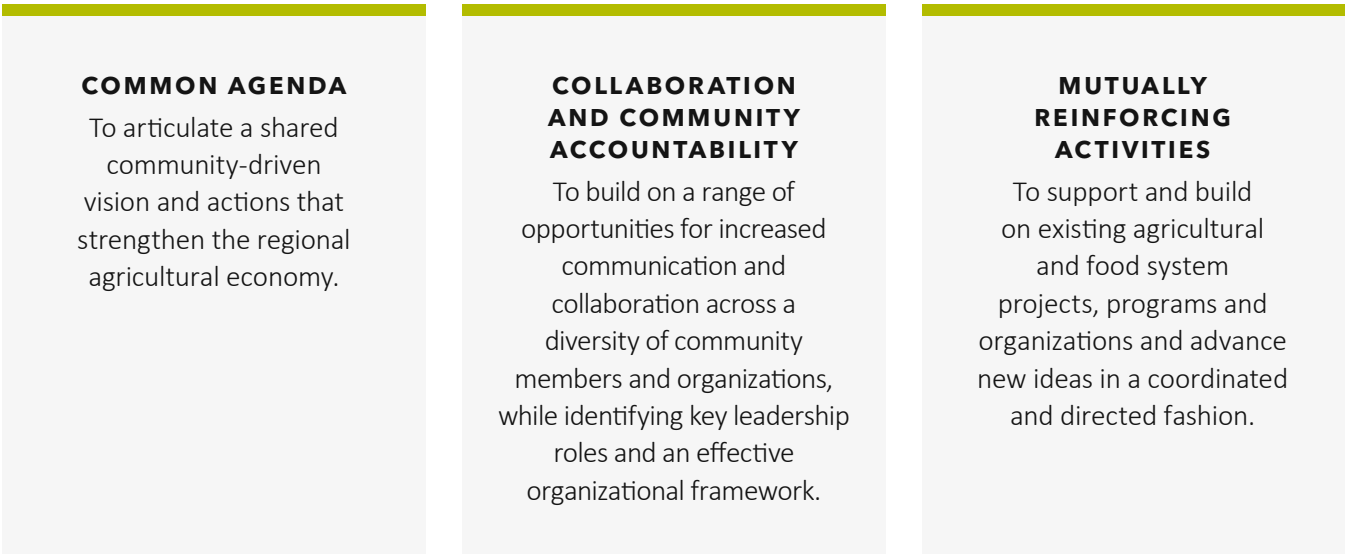 COMMON AGENDA
To articulate a shared
community-driven
vision and actions that
strengthen the regional
agricultural economy.
COLLABORATION
AND COMMUNITY
ACCOUNTABILITY
To build on a range of
opportunities for increased
communication and
collaboration across a
diversity of community
members and organizations,
while identifying key leadership
roles and an effective
organizational framework.
MUTUALLY
REINFORCING
ACTIVITIES
To support and build
on existing agricultural
and food system
projects, programs and
organizations and advance
new ideas in a coordinated
and directed fashion.